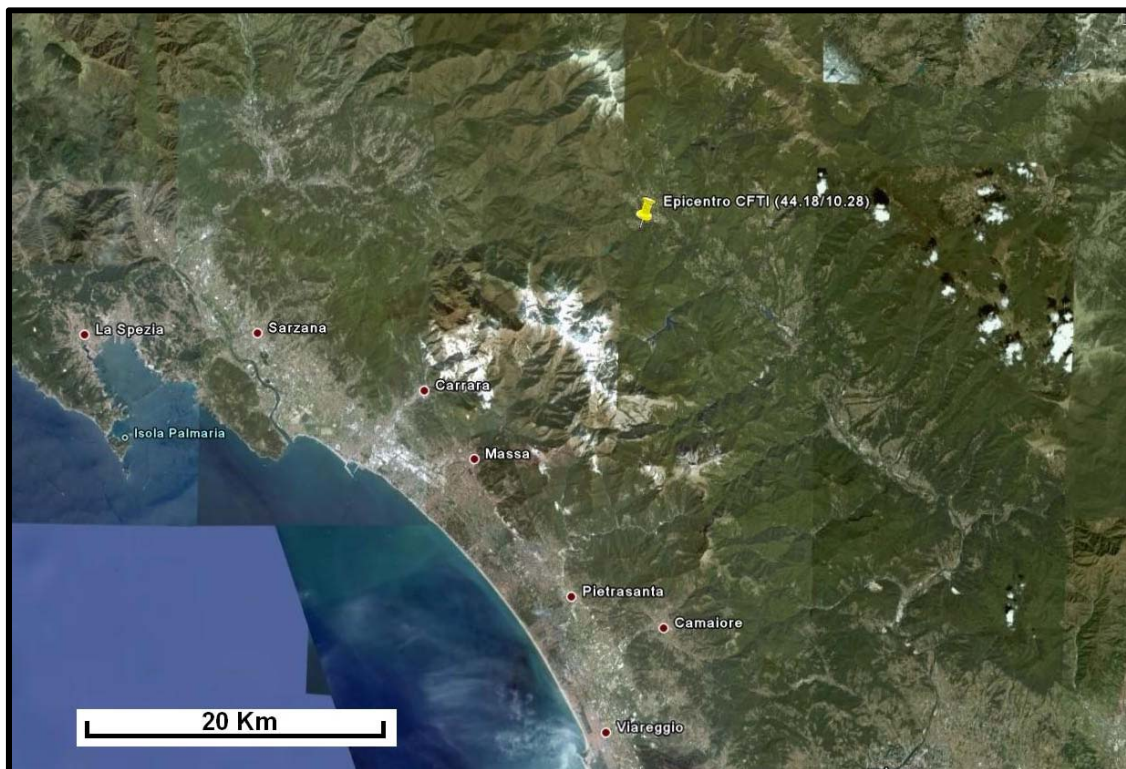 Epicentro CFTI (44.18/10.28)
La Spezia
Sarzana
Carrara
Isola Palmaria
Massa
Pietrasanta
Camaiore
20 Km
Viareggio